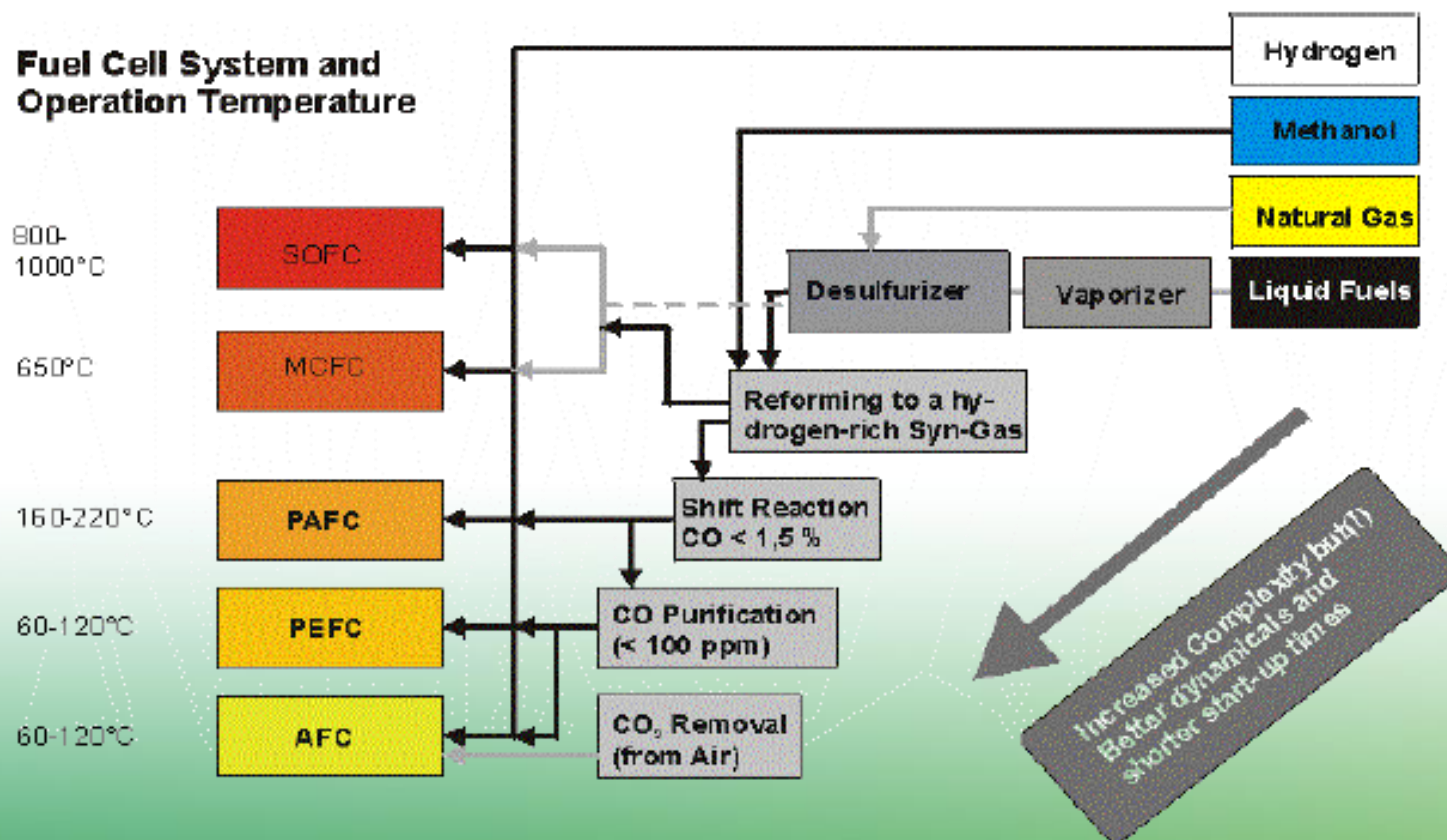 Fuel Cell System and
Operation Temperature
Hydrogen
Methanol
Natural Gas
Liquid Fuels
Vaporizer
Desulfurizer
800-
1000°C
SOFC
650°C
MCFC
Reforming to a hy-
drogen-rich Syn-Gas
160-220°C
PAFC
Shift Reaction
CO < 1,5 %
60-120°C
PEFC
CO Purification
(< 100 ppm)
60-120°C
AFC
CO₂ Removal
(from Air)
Increased Complexity but(!)
Better dynamicals and
shorter start-up times